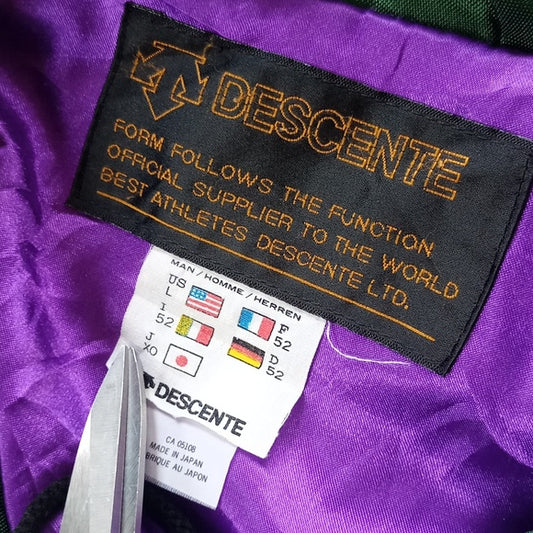 DESCENTE
FORM FOLLOWS THE FUNCTION
OFFICIAL SUPPLIER TO THE WORLD
BEST ATHLETES DESCENTE LTD.
MAN / HOMME / HERREN
US L F 52
I 52 D 52
J XO
DESCENTE
CA 05108
MADE IN JAPAN
FABRIQUE AU JAPON